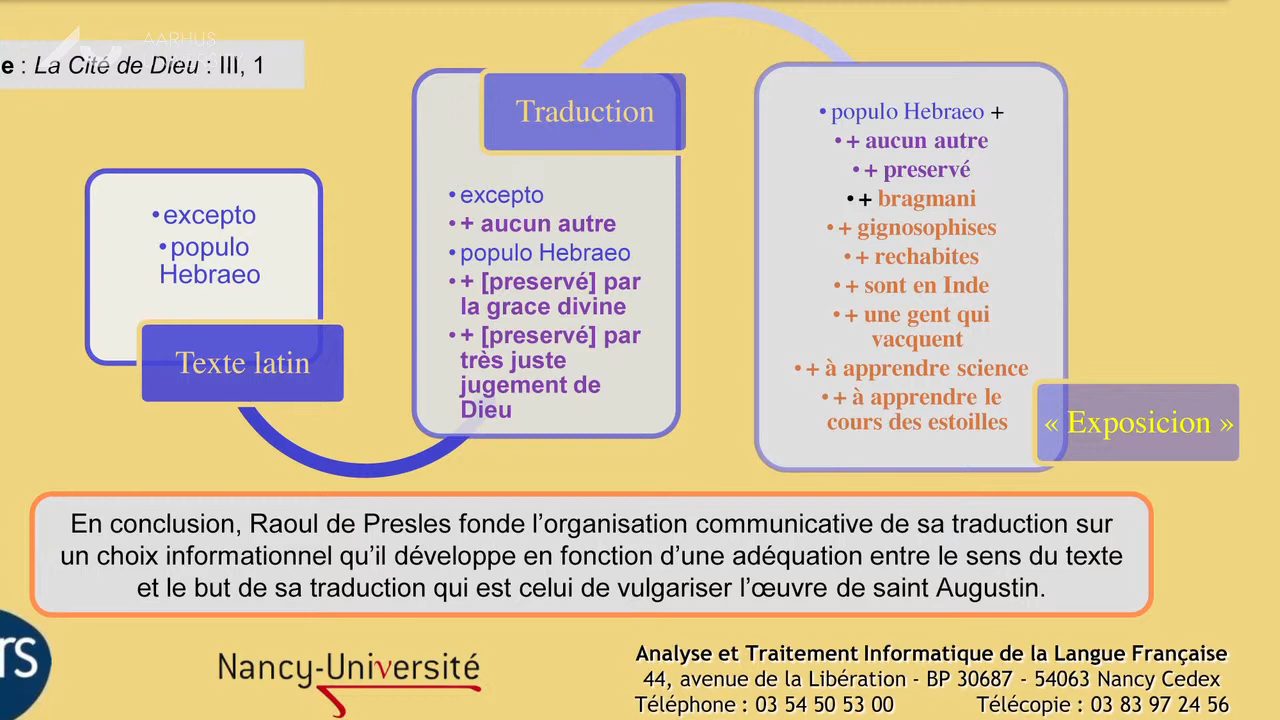 AARHUS
e : La Cité de Dieu : III, 1
•excepto
•populo
Hebraeo
Texte latin
Traduction
•excepto
•+ aucun autre
•populo Hebraeo
•+ [preservé] par
la grace divine
•+ [preservé] par
très juste
jugement de
Dieu
•populo Hebraeo +
•+ aucun autre
•+ preservé
•+ bragmani
•+ gignosophises
•+ rechabites
•+ sont en Inde
•+ une gent qui
vacquent
•+ à apprendre science
•+ à apprendre le
cours des estoilles
« Exposicion »
En conclusion, Raoul de Presles fonde l’organisation communicative de sa traduction sur
un choix informationnel qu’il développe en fonction d’une adéquation entre le sens du texte
et le but de sa traduction qui est celui de vulgariser l’œuvre de saint Augustin.
rs
Nancy-Université
Analyse et Traitement Informatique de la Langue Française
44, avenue de la Libération - BP 30687 - 54063 Nancy Cedex
Téléphone : 03 54 50 53 00 Télécopie : 03 83 97 24 56